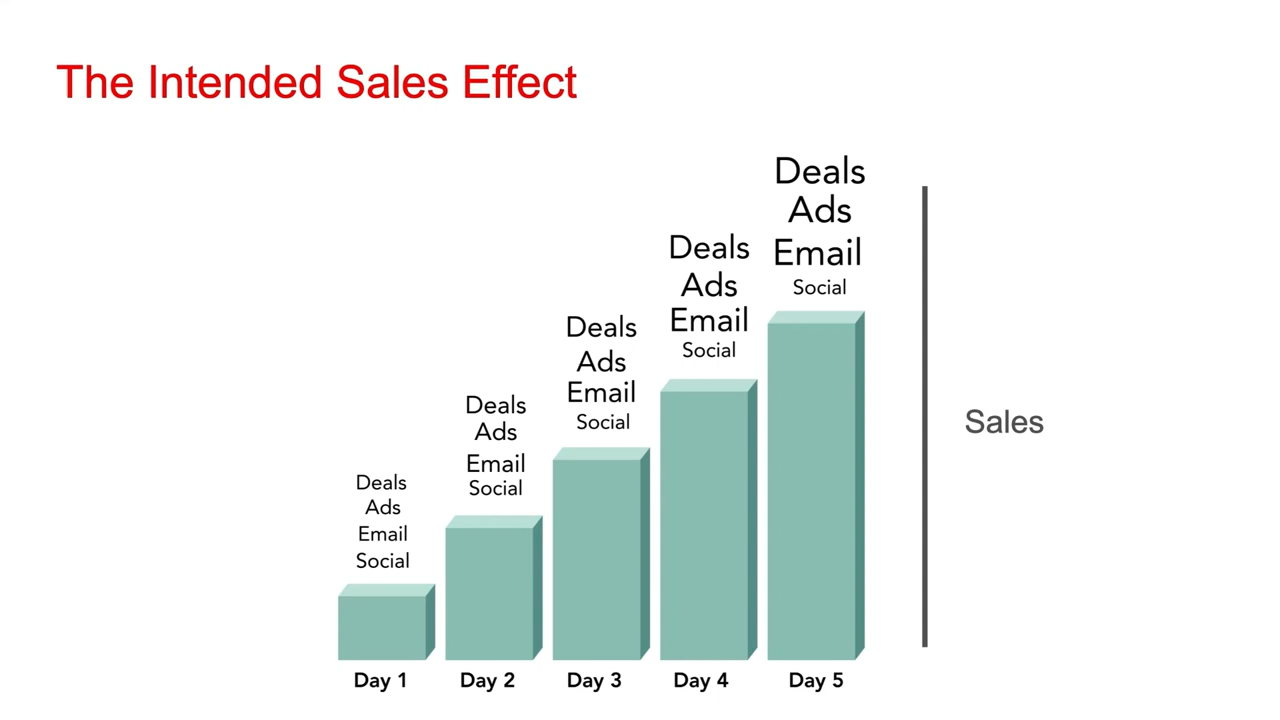 The Intended Sales Effect
Deals
Ads
Email
Social
Deals
Ads
Email
Social
Deals
Ads
Email
Social
Deals
Ads
Email
Social
Deals
Ads
Email
Social
Sales
Day 1
Day 2
Day 3
Day 4
Day 5